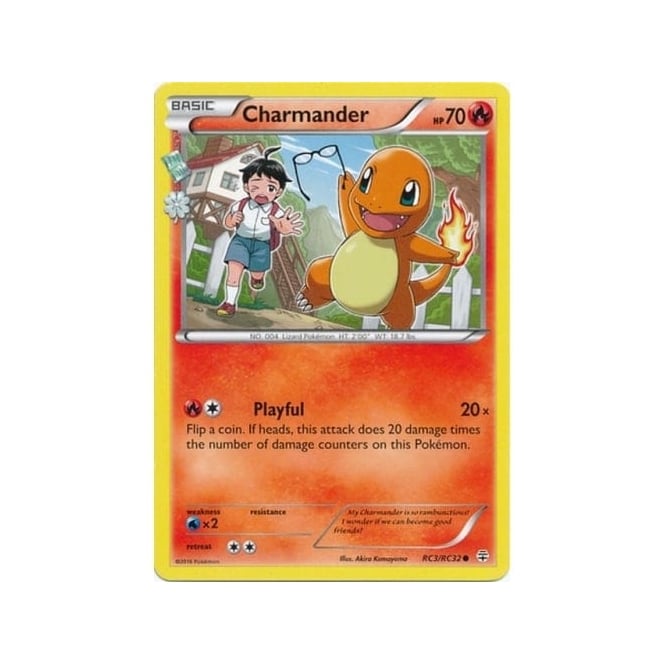 BASIC
Charmander
HP 70
NO. 004 Lizard Pokémon HT: 2'00" WT: 18.7 lbs.
Playful
20×
Flip a coin. If heads, this attack does 20 damage times
the number of damage counters on this Pokémon.
weakness
resistance
×2
My Charmander is so rambunctious!
I wonder if we can become good
friends?
retreat
Illus. Akira Komayama
RC3/RC32
©2016 Pokémon